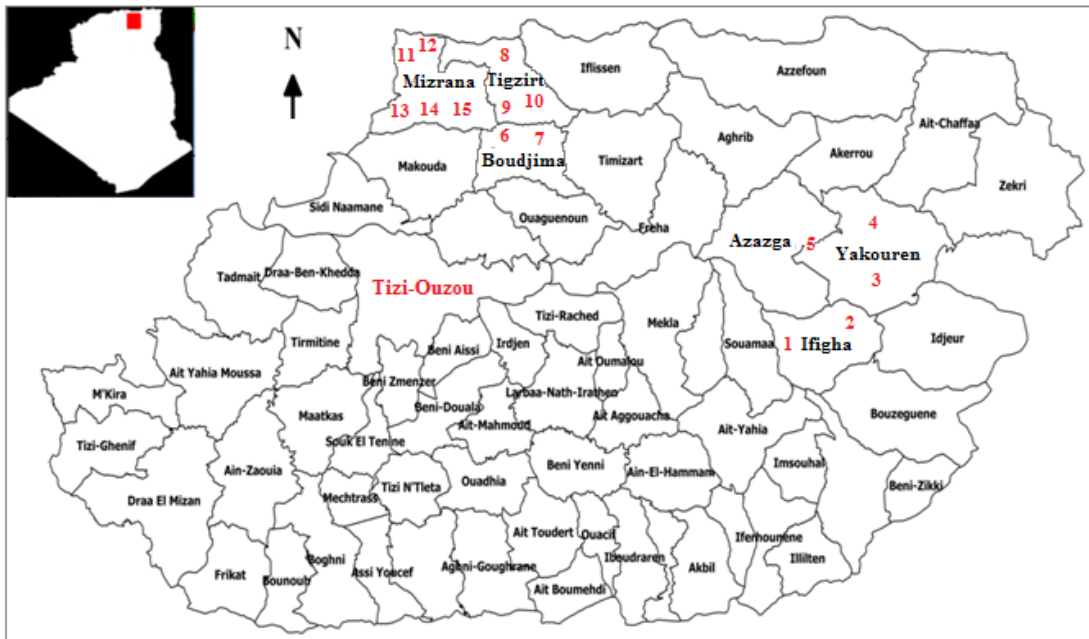 N
11 12
8
Iflissen
Azzefoun
Mizrana
Tigzirt
13 14 15
9 10
Ait-Chaffaa
6 7
Makouda
Boudjima
Timizart
Aghrib
Akerrou
Zekri
Sidi Naamane
Ouaguenoun
Freha
4
Azazga
5
Yakouren
3
Tadmait
Draa-Ben-Khedda
Tizi-Ouzou
Tizi-Rached
Mekla
2
1 Ifigha
Souamaa
Idjeur
Tirmitine
Beni Aissi
Irdjen
Ait Oumalou
Ait Yahia Moussa
Beni Zmenzer
M'Kira
Larbaa-Nath-Irathen
Beni-Douala
Maatkas
Ait Aggouacha
Ait-Mahmoud
Bouzeguene
Ait-Yahia
Tizi-Ghenif
Souk El Tenine
Ain-Zaouia
Beni Yenni
Ain-El-Hammam
Imsouhal
Beni-Zikki
Ouadhia
Tizi N'Tleta
Mechtrass
Draa El Mizan
Ait Toudert
Ouacif
Iferhounene
Illilten
Boghni
Iboudraren
Akbil
Aghni-Goughrane
Assi Youcef
Frikat
Bounouh
Ait Boumehdi